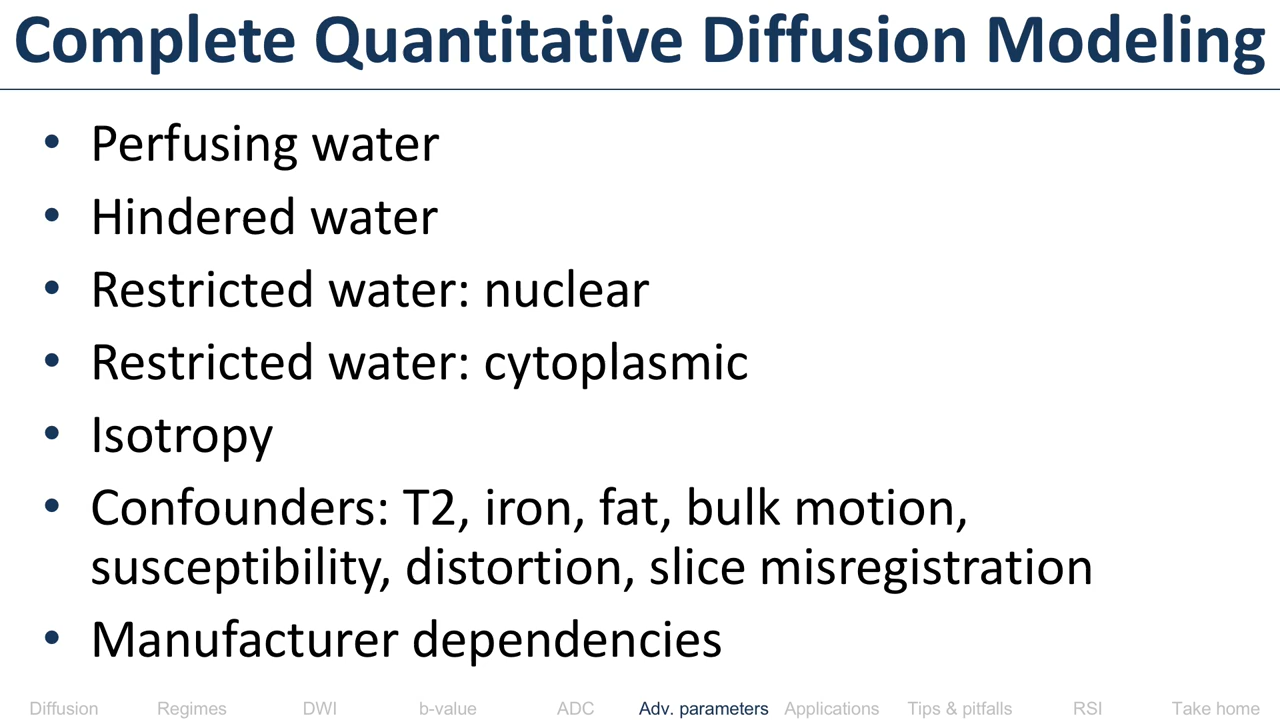 Complete Quantitative Diffusion Modeling
• Perfusing water
• Hindered water
• Restricted water: nuclear
• Restricted water: cytoplasmic
• Isotropy
• Confounders: T2, iron, fat, bulk motion,
susceptibility, distortion, slice misregistration
• Manufacturer dependencies
Diffusion Regimes DWI b-value ADC Adv. parameters Applications Tips & pitfalls RSI Take home